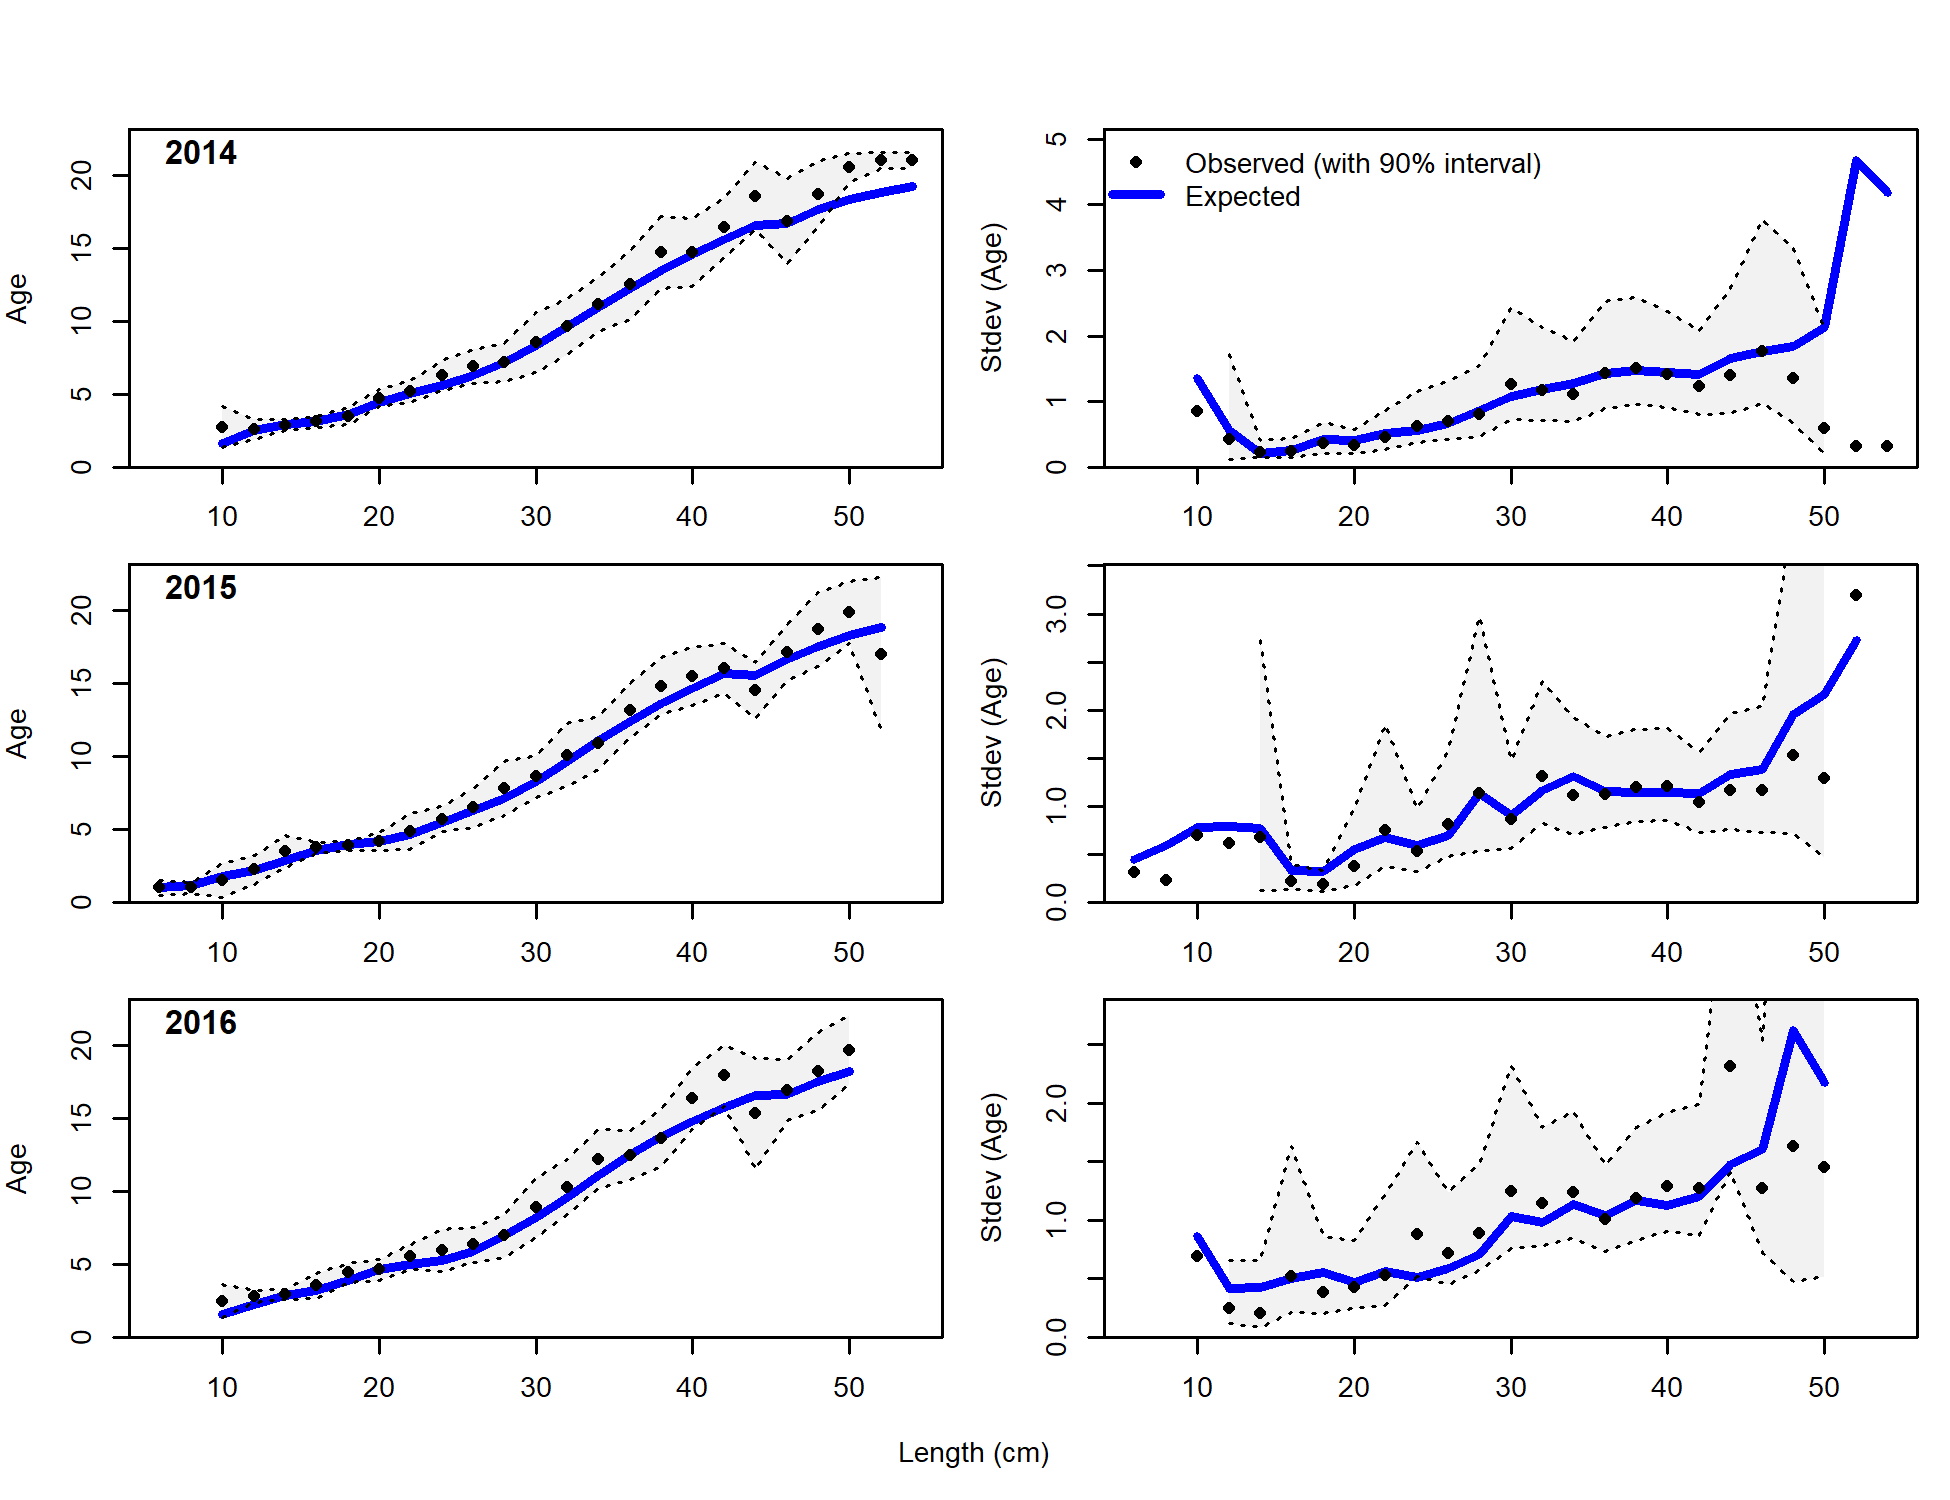 2014
Age
0 5 10 15 20
10 20 30 40 50
Observed (with 90% interval)
Expected
Stdev (Age)
0 1 2 3 4 5
10 20 30 40 50
2015
Age
0 5 10 15 20
10 20 30 40 50
Stdev (Age)
0.0 1.0 2.0 3.0
10 20 30 40 50
2016
Age
0 5 10 15 20
10 20 30 40 50
Stdev (Age)
0.0 1.0 2.0
10 20 30 40 50
Length (cm)